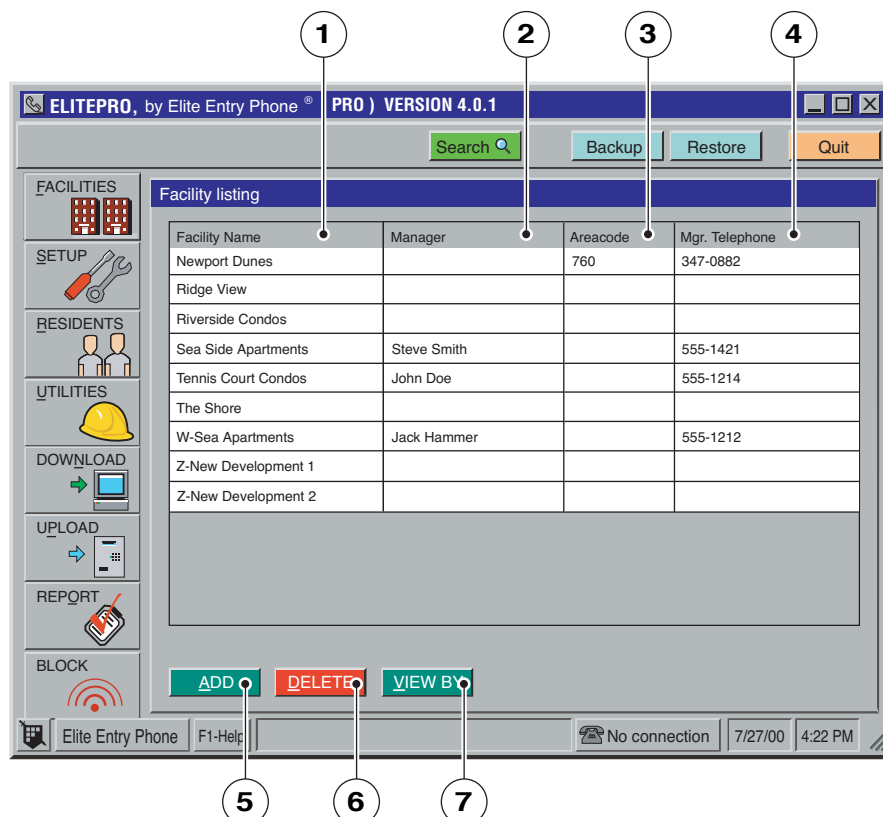 1 2 3 4
ELITEPRO, by Elite Entry Phone ® PRO ) VERSION 4.0.1
Search Backup Restore Quit
FACILITIES
SETUP
RESIDENTS
UTILITIES
DOWNLOAD
UPLOAD
REPORT
BLOCK
Facility listing
Facility Name Manager Areacode Mgr. Telephone
Newport Dunes 760 347-0882
Ridge View
Riverside Condos
Sea Side Apartments Steve Smith 555-1421
Tennis Court Condos John Doe 555-1214
The Shore
W-Sea Apartments Jack Hammer 555-1212
Z-New Development 1
Z-New Development 2
ADD DELETE VIEW BY
Elite Entry Phone F1-Help No connection 7/27/00 4:22 PM
5 6 7